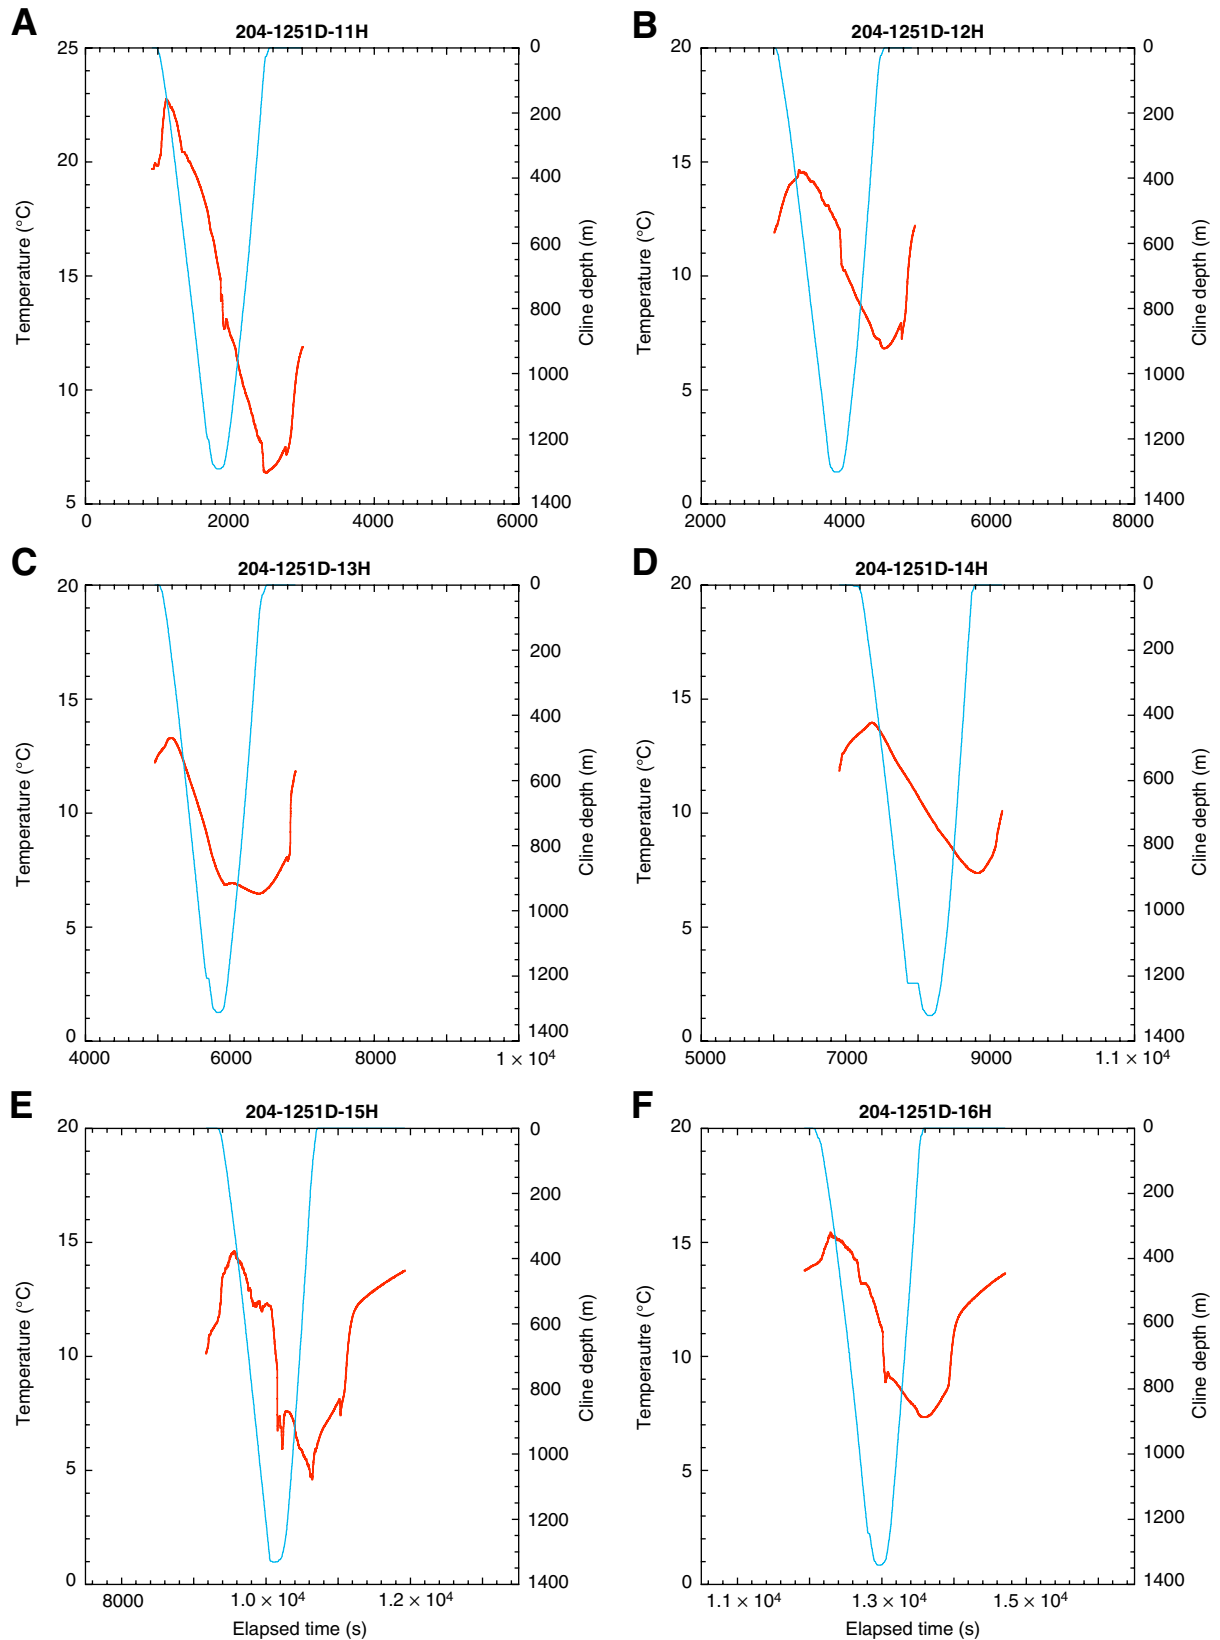 A
204-1251D-11H
25
20
15
10
5
Temperature (°C)
0
200
400
600
800
1000
1200
1400
Cline depth (m)
0
2000
4000
6000
B
204-1251D-12H
20
15
10
5
0
Temperature (°C)
0
200
400
600
800
1000
1200
1400
Cline depth (m)
2000
4000
6000
8000
C
204-1251D-13H
20
15
10
5
0
Temperature (°C)
0
200
400
600
800
1000
1200
1400
Cline depth (m)
4000
6000
8000
1 × 10⁴
D
204-1251D-14H
20
15
10
5
0
Temperature (°C)
0
200
400
600
800
1000
1200
1400
Cline depth (m)
5000
7000
9000
1.1 × 10⁴
E
204-1251D-15H
20
15
10
5
0
Temperature (°C)
0
200
400
600
800
1000
1200
1400
Cline depth (m)
8000
1.0 × 10⁴
1.2 × 10⁴
Elapsed time (s)
F
204-1251D-16H
20
15
10
5
0
Temperautre (°C)
0
200
400
600
800
1000
1200
1400
Cline depth (m)
1.1 × 10⁴
1.3 × 10⁴
1.5 × 10⁴
Elapsed time (s)